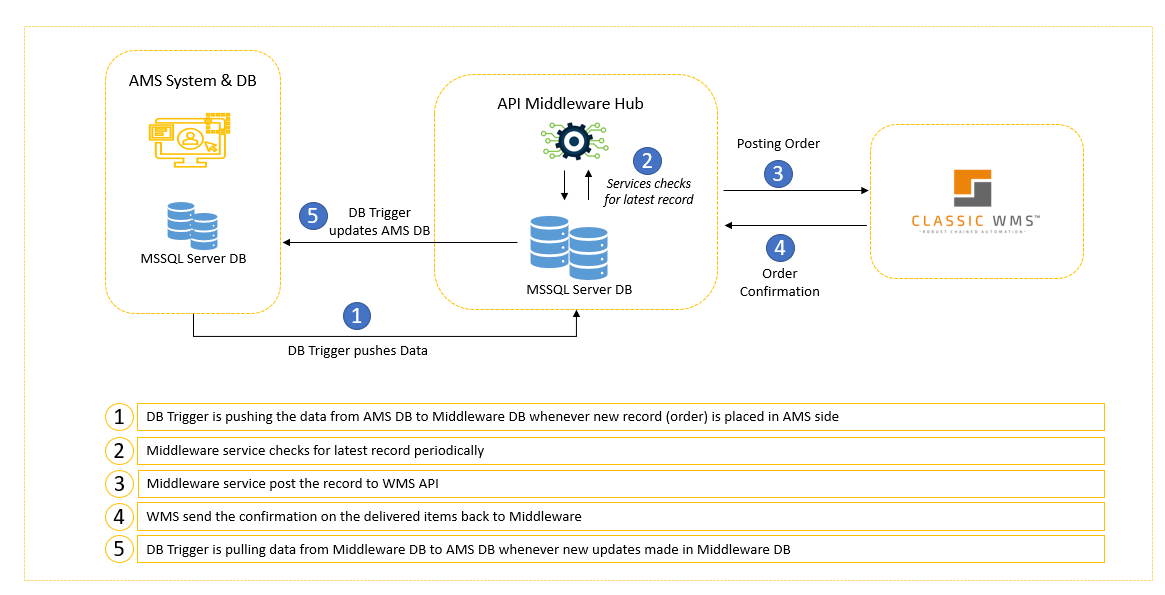 AMS System & DB
MSSQL Server DB
API Middleware Hub
2
Services checks
for latest record
MSSQL Server DB
5
DB Trigger
updates AMS DB
1
DB Trigger pushes Data
Posting Order
3
4
Order
Confirmation
CLASSIC WMS™
ROBUST CHAINED AUTOMATION
1 DB Trigger is pushing the data from AMS DB to Middleware DB whenever new record (order) is placed in AMS side
2 Middleware service checks for latest record periodically
3 Middleware service post the record to WMS API
4 WMS send the confirmation on the delivered items back to Middleware
5 DB Trigger is pulling data from Middleware DB to AMS DB whenever new updates made in Middleware DB